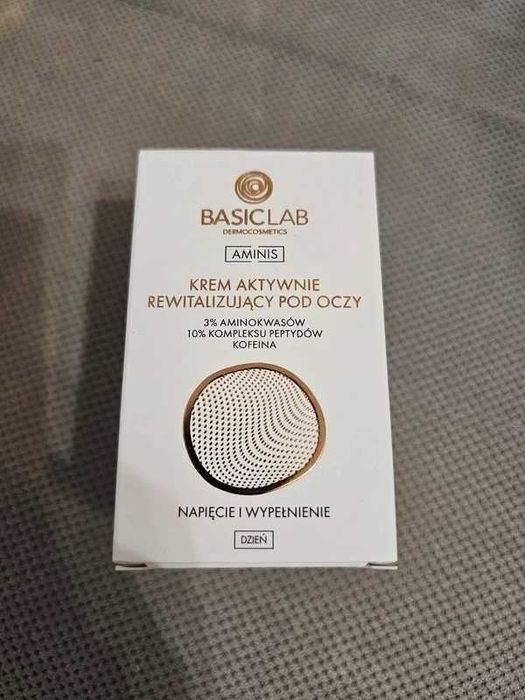 BASICLAB
DERMOCOSMETICS
AMINIS
KREM AKTYWNIE
REWITALIZUJĄCY POD OCZY
3% AMINOKWASÓW
10% KOMPLEKSU PEPTYDÓW
KOFEINA
NAPIĘCIE I WYPEŁNIENIE
DZIEŃ